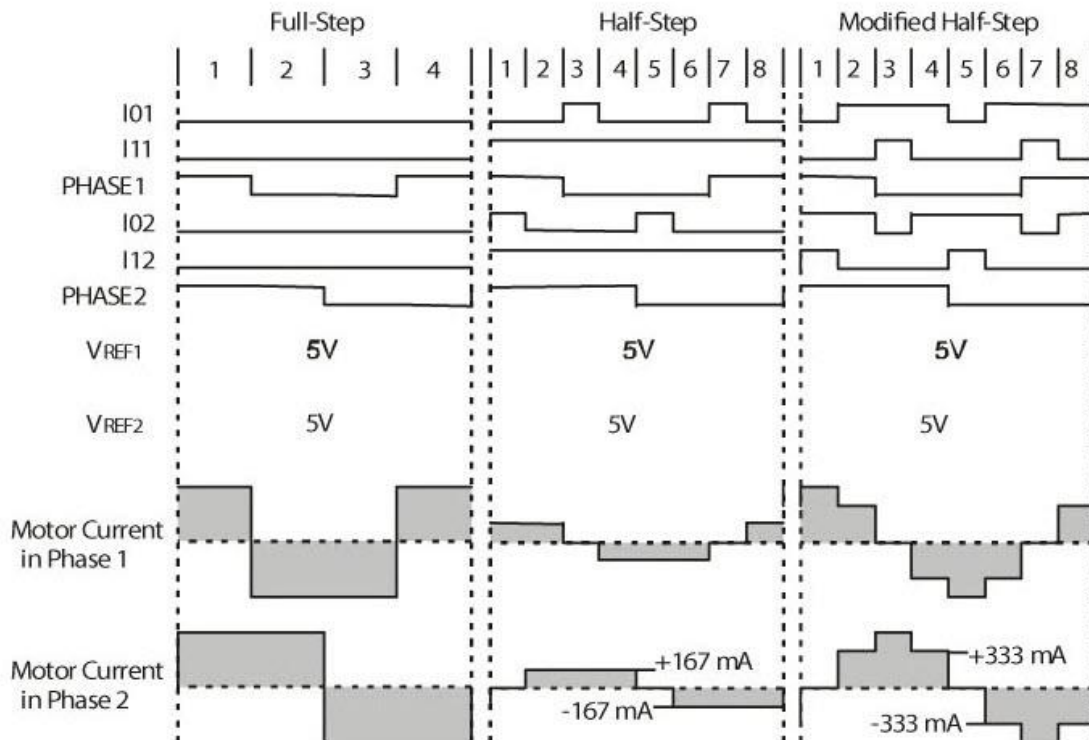 Full-Step Half-Step Modified Half-Step
1 2 3 4 1 2 3 4 5 6 7 8 1 2 3 4 5 6 7 8
I01
I11
PHASE1
I02
I12
PHASE2
VREF1 5V 5V 5V
VREF2 5V 5V 5V
Motor Current
in Phase 1
Motor Current
in Phase 2
+167 mA
-167 mA
+333 mA
-333 mA